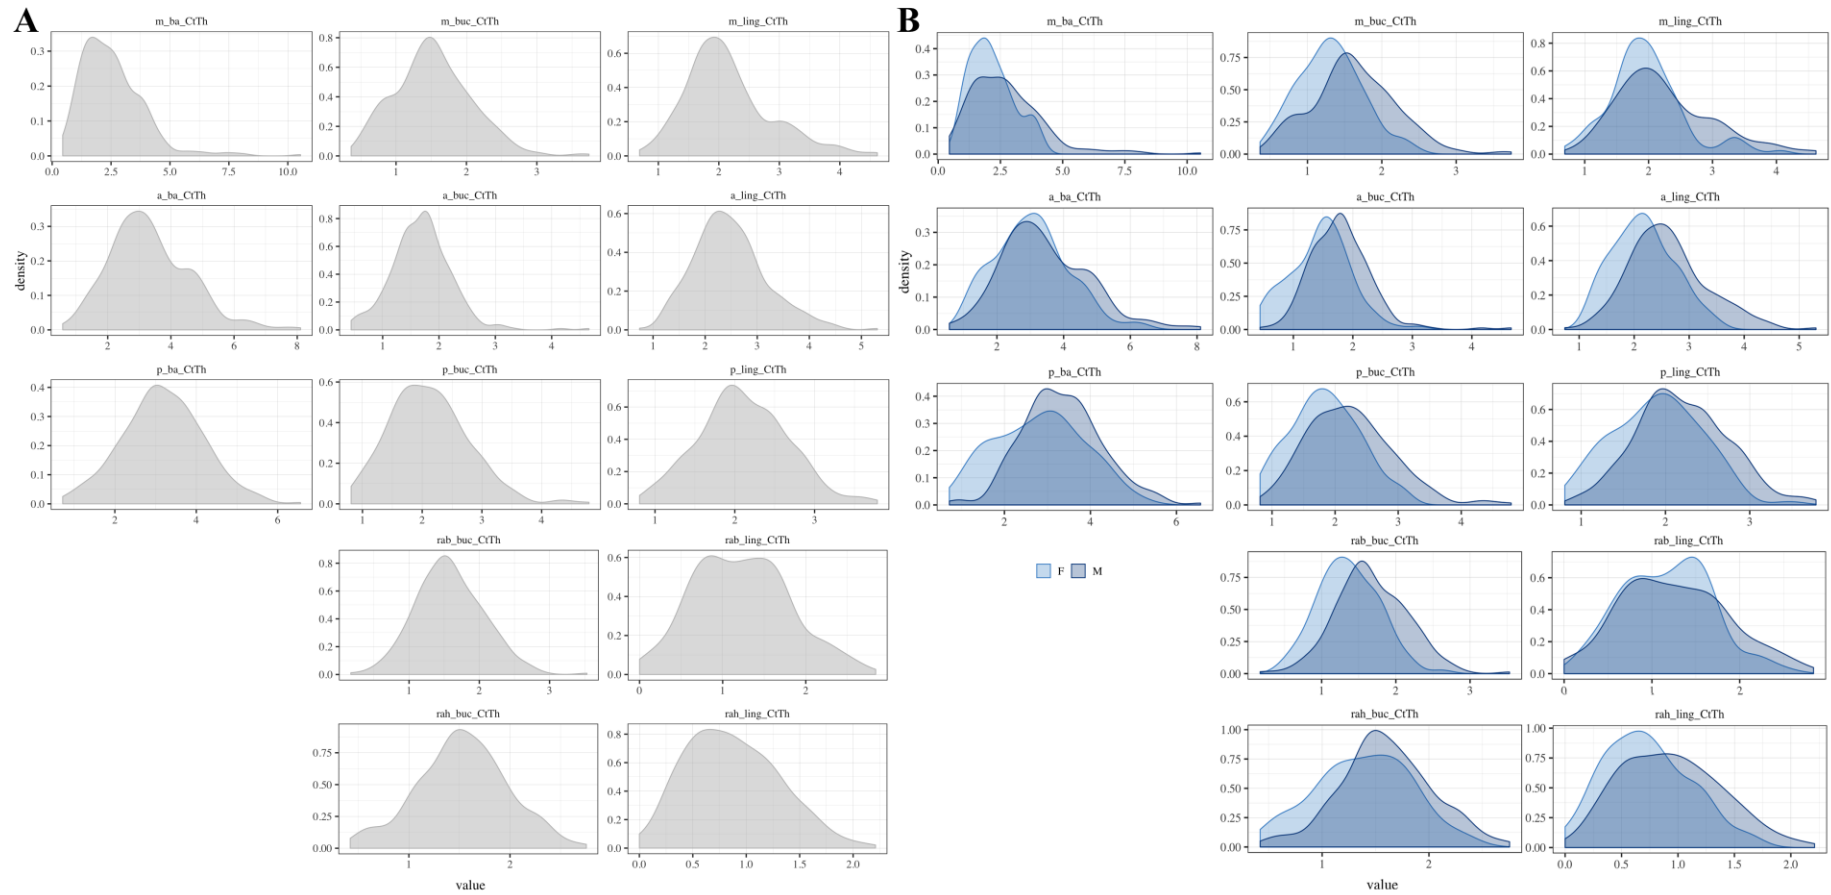 A
m_ba_CtTh m_buc_CtTh m_ling_CtTh
0.3 0.2 0.1 0.0
0.0 2.5 5.0 7.5 10.0
0.8 0.6 0.4 0.2 0.0
1 2 3
0.6 0.4 0.2 0.0
1 2 3 4
a_ba_CtTh a_buc_CtTh a_ling_CtTh
0.3 0.2 0.1 0.0
2 4 6 8
0.8 0.6 0.4 0.2 0.0
1 2 3 4
0.6 0.4 0.2 0.0
1 2 3 4 5
density
p_ba_CtTh p_buc_CtTh p_ling_CtTh
0.4 0.3 0.2 0.1 0.0
2 4 6
0.6 0.4 0.2 0.0
1 2 3 4
0.6 0.4 0.2 0.0
1 2 3
rab_buc_CtTh rab_ling_CtTh
0.8 0.6 0.4 0.2 0.0
1 2 3
0.6 0.4 0.2 0.0
0 1 2
rah_buc_CtTh rah_ling_CtTh
0.75 0.50 0.25 0.00
1 2
0.8 0.6 0.4 0.2 0.0
0.0 0.5 1.0 1.5 2.0
value
B
m_ba_CtTh m_buc_CtTh m_ling_CtTh
0.4 0.3 0.2 0.1 0.0
0.0 2.5 5.0 7.5 10.0
0.75 0.50 0.25 0.00
1 2 3
0.8 0.6 0.4 0.2 0.0
1 2 3 4
a_ba_CtTh a_buc_CtTh a_ling_CtTh
0.3 0.2 0.1 0.0
2 4 6 8
0.75 0.50 0.25 0.00
1 2 3 4
0.6 0.4 0.2 0.0
1 2 3 4 5
density
p_ba_CtTh p_buc_CtTh p_ling_CtTh
0.4 0.3 0.2 0.1 0.0
2 4 6
0.6 0.4 0.2 0.0
1 2 3 4
0.6 0.4 0.2 0.0
1 2 3
F M
rab_buc_CtTh rab_ling_CtTh
0.75 0.50 0.25 0.00
1 2 3
0.6 0.4 0.2 0.0
0 1 2
rah_buc_CtTh rah_ling_CtTh
1.00 0.75 0.50 0.25 0.00
1 2
1.00 0.75 0.50 0.25 0.00
0.0 0.5 1.0 1.5 2.0
value